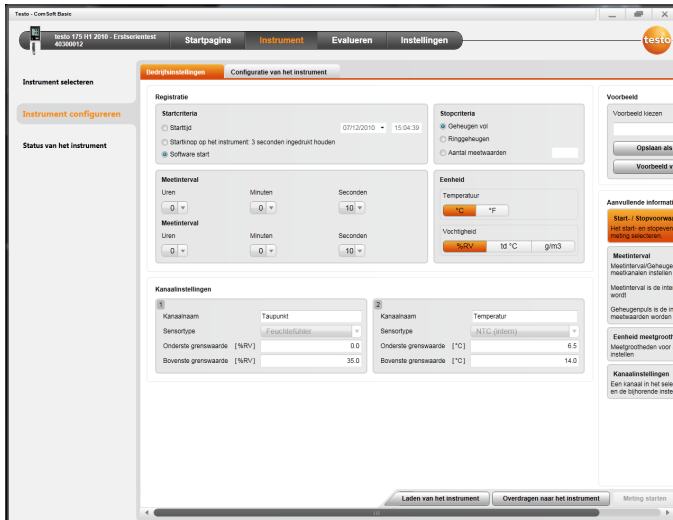 Testo - ComSoft Basic
testo 175 H1 2010 - Erstserientest
40300012
Startpagina
Instrument
Evalueren
Instellingen
testo
Instrument selecteren
Instrument configureren
Status van het instrument
Bedrijfsinstellingen
Configuratie van het instrument
Registratie
Startcriteria
Starttijd
07/12/2010
15:04:39
Startknop op het instrument: 3 seconden ingedrukt houden
Software start
Stopcriteria
Geheugen vol
Ringgeheugen
Aantal meetwaarden
Meetinterval
Uren
Minuten
Seconden
0
0
10
Meetinterval
Uren
Minuten
Seconden
0
0
10
Eenheid
Temperatuur
°C
°F
Vochtigheid
%RV
td °C
g/m3
Kanaalinstellingen
1
Kanaalnaam
Taupunkt
Sensortype
Feuchtefühler
Onderste grenswaarde [%RV]
0.0
Bovenste grenswaarde [%RV]
35.0
2
Kanaalnaam
Temperatur
Sensortype
NTC (intern)
Onderste grenswaarde [°C]
6.5
Bovenste grenswaarde [°C]
14.0
Voorbeeld
Voorbeeld kiezen
Opslaan als
Voorbeeld v
Aanvullende informati
Start- / Stopvoorwaa
Het start- en stopeven
meting selecteren.
Meetinterval
Meetinterval/Geheuge
meetkanalen instellen
Meetinterval is de inter
wordt
Geheugenpuls is de in
meetwaarden worden
Eenheid meetgrooth
Meetgrootheden voor
instellen
Kanaalinstellingen
Een kanaal in het sele
en de bijhorende inste
Laden van het instrument
Overdragen naar het instrument
Meting starten